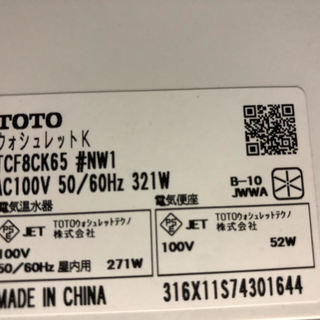 TOTO
ウォシュレットK
TCF8CK65 #NW1
AC100V 50/60Hz 321W
B-10
JWWA
電気温水器
PSE JET TOTOウォシュレットテクノ
株式会社
100V
50/60Hz 屋内用 271W
電気便座
PSE JET TOTOウォシュレットテクノ
株式会社
100V 52W
MADE IN CHINA
316X11S74301644